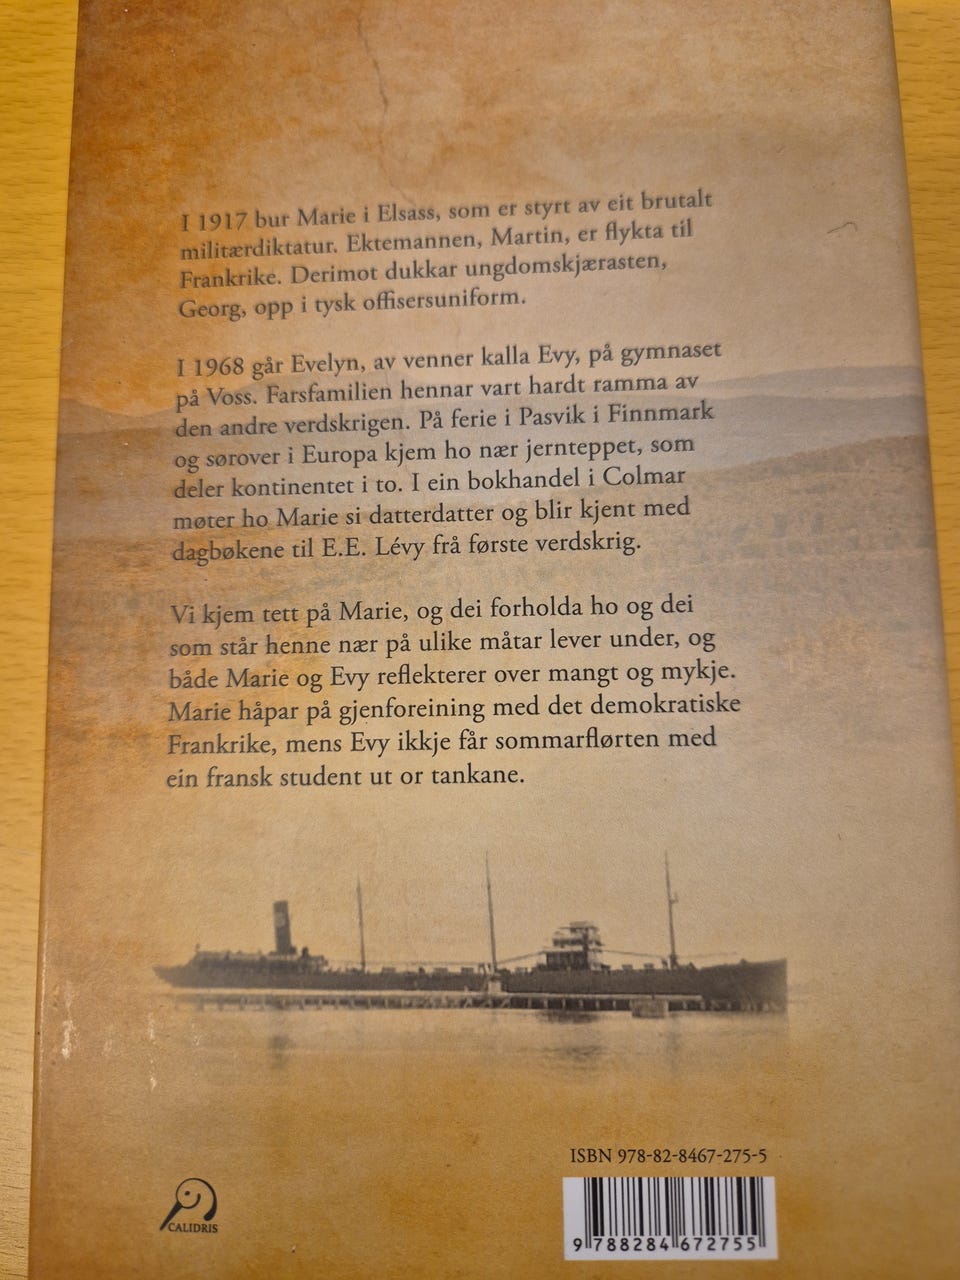 I 1917 bur Marie i Elsass, som er styrt av eit brutalt
militærdiktatur. Ektemannen, Martin, er flykta til
Frankrike. Derimot dukkar ungdomskjærasten,
Georg, opp i tysk offisersuniform.
I 1968 går Evelyn, av venner kalla Evy, på gymnaset
på Voss. Farsfamilien hennar vart hardt ramma av
den andre verdskrigen. På ferie i Pasvik i Finnmark
og sørover i Europa kjem ho nær jernteppet, som
deler kontinentet i to. I ein bokhandel i Colmar
møter ho Marie si datterdatter og blir kjent med
dagbøkene til E.E. Lévy frå første verdskrig.
Vi kjem tett på Marie, og dei forholda ho og dei
som står henne nær på ulike måtar lever under, og
både Marie og Evy reflekterer over mangt og mykje.
Marie håpar på gjenforeining med det demokratiske
Frankrike, mens Evy ikkje får sommarflørten med
ein fransk student ut or tankane.
ISBN 978-82-8467-275-5
CALIDRIS
9 788284 672755